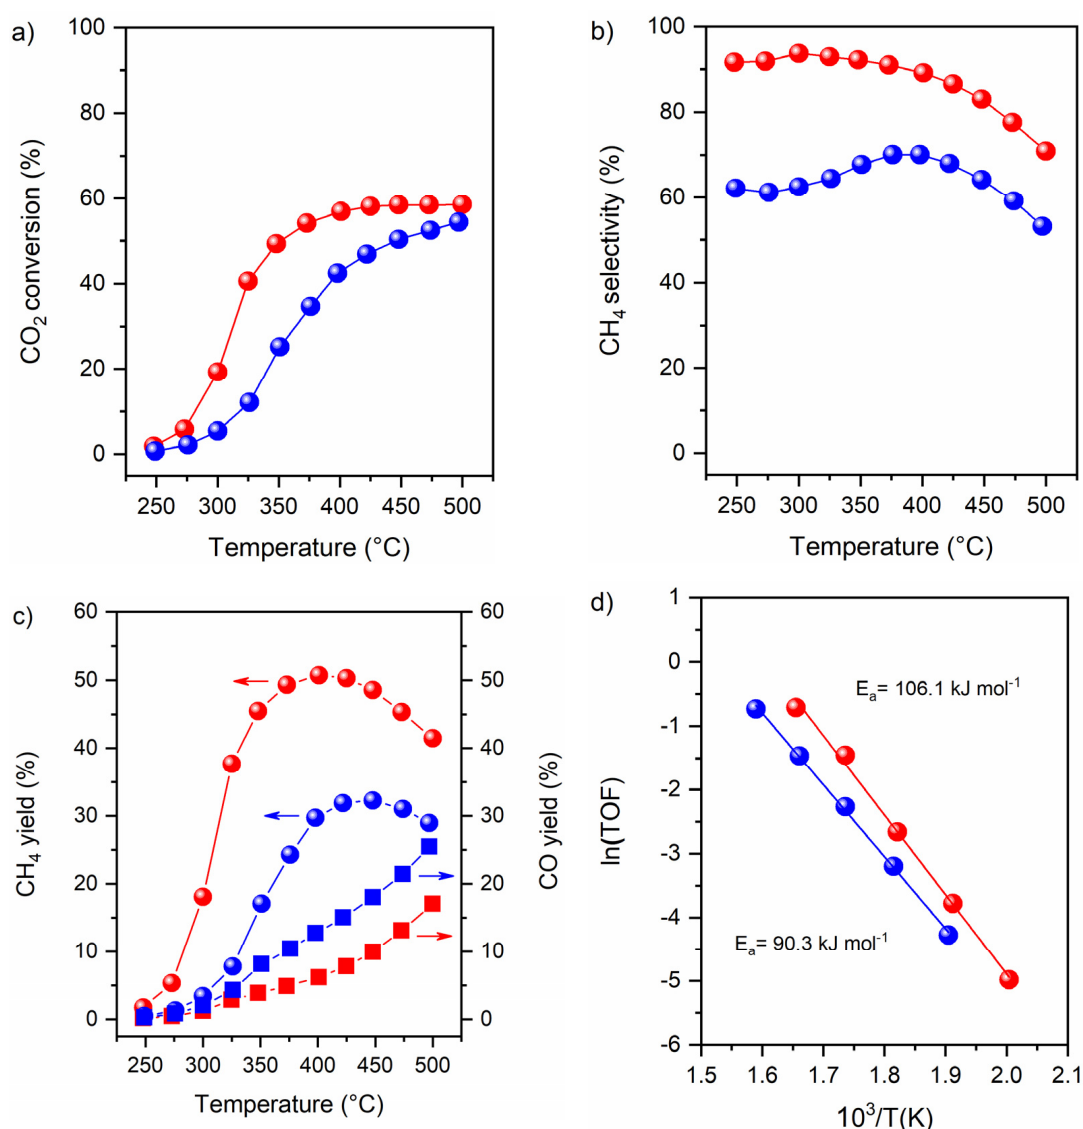 a)
100
80
60
40
20
0
CO₂ conversion (%)
250 300 350 400 450 500
Temperature (°C)
b)
100
80
60
40
20
0
CH₄ selectivity (%)
250 300 350 400 450 500
Temperature (°C)
c)
60
50
40
30
20
10
0
CH₄ yield (%)
60
50
40
30
20
10
0
CO yield (%)
250 300 350 400 450 500
Temperature (°C)
d)
1
0
-1
-2
-3
-4
-5
-6
ln(TOF)
Eₐ= 106.1 kJ mol⁻¹
Eₐ= 90.3 kJ mol⁻¹
1.5 1.6 1.7 1.8 1.9 2.0 2.1
10³/T(K)